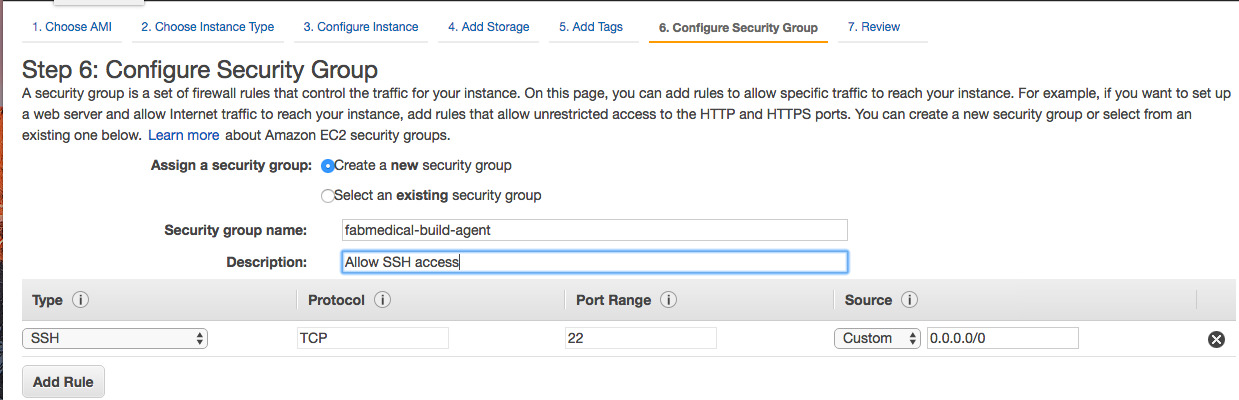 1. Choose AMI 2. Choose Instance Type 3. Configure Instance 4. Add Storage 5. Add Tags 6. Configure Security Group 7. Review
Step 6: Configure Security Group
A security group is a set of firewall rules that control the traffic for your instance. On this page, you can add rules to allow specific traffic to reach your instance. For example, if you want to set up
a web server and allow Internet traffic to reach your instance, add rules that allow unrestricted access to the HTTP and HTTPS ports. You can create a new security group or select from an
existing one below. Learn more about Amazon EC2 security groups.
Assign a security group: Create a new security group
Select an existing security group
Security group name: fabmedical-build-agent
Description: Allow SSH access
Type i Protocol i Port Range i Source i
SSH TCP 22 Custom 0.0.0.0/0
Add Rule